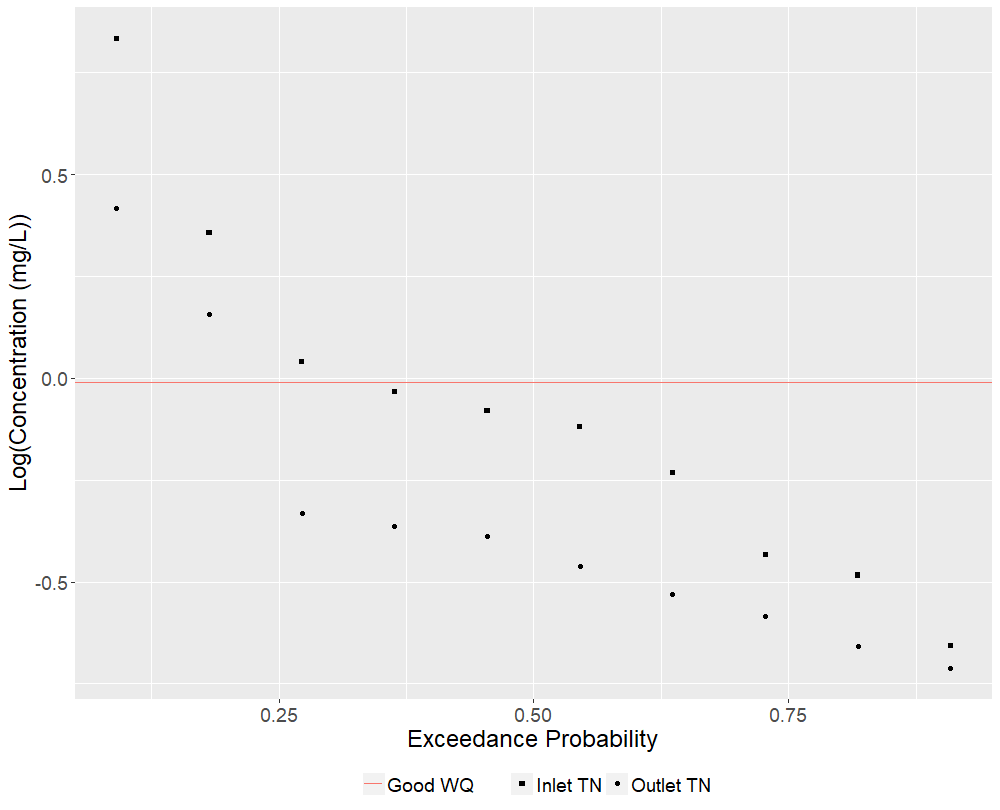 Log(Concentration (mg/L))
0.5
0.0
-0.5
0.25 0.50 0.75
Exceedance Probability
Good WQ Inlet TN Outlet TN